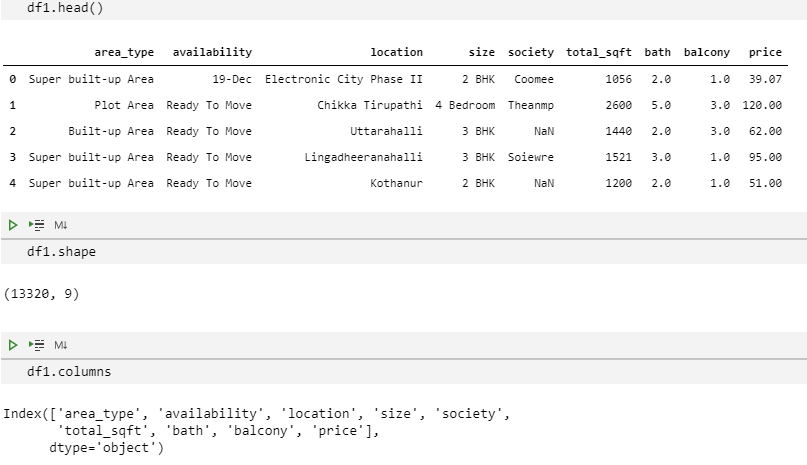 df1.head()
area_type availability location size society total_sqft bath balcony price
0 Super built-up Area 19-Dec Electronic City Phase II 2 BHK Coomee 1056 2.0 1.0 39.07
1 Plot Area Ready To Move Chikka Tirupathi 4 Bedroom Theanmp 2600 5.0 3.0 120.00
2 Built-up Area Ready To Move Uttarahalli 3 BHK NaN 1440 2.0 3.0 62.00
3 Super built-up Area Ready To Move Lingadheeranahalli 3 BHK Soiewre 1521 3.0 1.0 95.00
4 Super built-up Area Ready To Move Kothanur 2 BHK NaN 1200 2.0 1.0 51.00
M↓
df1.shape
(13320, 9)
M↓
df1.columns
Index(['area_type', 'availability', 'location', 'size', 'society',
'total_sqft', 'bath', 'balcony', 'price'],
dtype='object')